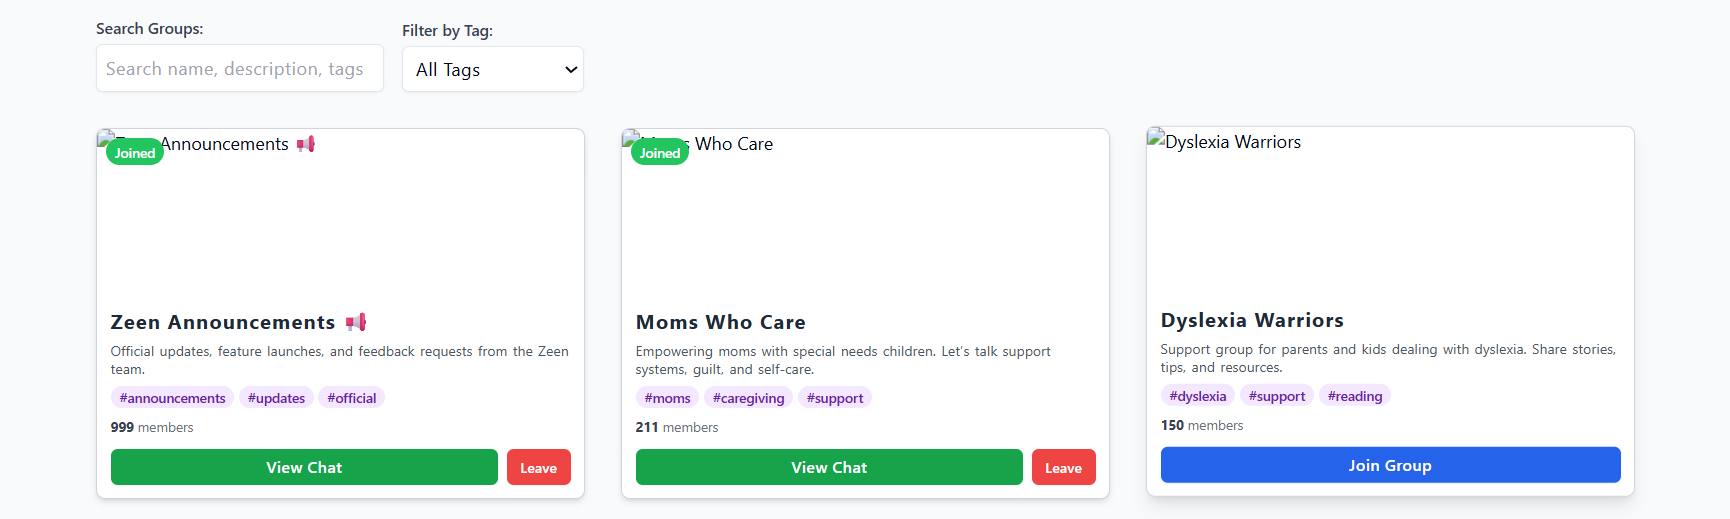 Search Groups:
Filter by Tag:
Search name, description, tags
All Tags
Joined
Announcements 📢
Joined
Who Care
Dyslexia Warriors
Zeen Announcements 📢
Official updates, feature launches, and feedback requests from the Zeen
team.
#announcements #updates #official
999 members
View Chat
Leave
Moms Who Care
Empowering moms with special needs children. Let's talk support
systems, guilt, and self-care.
#moms #caregiving #support
211 members
View Chat
Leave
Dyslexia Warriors
Support group for parents and kids dealing with dyslexia. Share stories,
tips, and resources.
#dyslexia #support #reading
150 members
Join Group